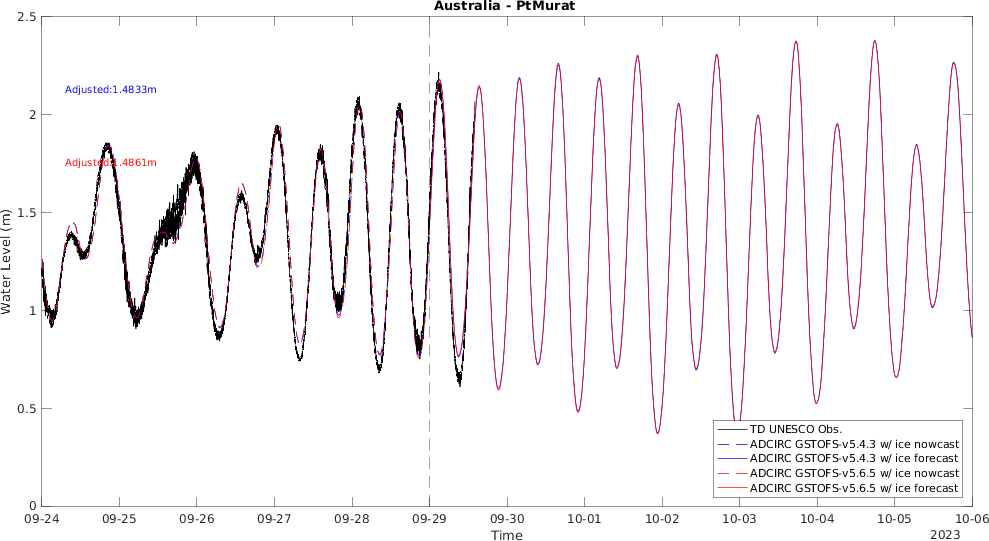 Australia - PtMurat
2.5
2
1.5
1
0.5
0
Water Level (m)
Adjusted:1.4833m
Adjusted:1.4861m
TD UNESCO Obs.
ADCIRC GSTOFS-v5.4.3 w/ ice nowcast
ADCIRC GSTOFS-v5.4.3 w/ ice forecast
ADCIRC GSTOFS-v5.6.5 w/ ice nowcast
ADCIRC GSTOFS-v5.6.5 w/ ice forecast
09-24 09-25 09-26 09-27 09-28 09-29 09-30 10-01 10-02 10-03 10-04 10-05 10-06
Time
2023